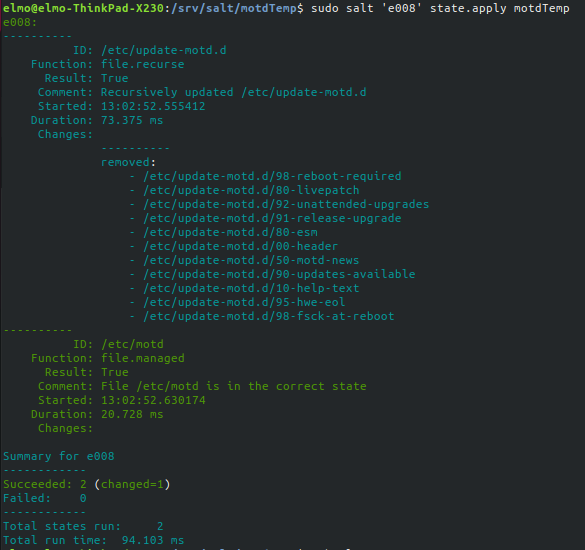 elmo@elmo-ThinkPad-X230:/srv/salt/motdTemp$ sudo salt 'e008' state.apply motdTemp
e008:
----------
          ID: /etc/update-motd.d
    Function: file.recurse
      Result: True
     Comment: Recursively updated /etc/update-motd.d
     Started: 13:02:52.555412
    Duration: 73.375 ms
     Changes:
              ----------
              removed:
                  - /etc/update-motd.d/98-reboot-required
                  - /etc/update-motd.d/80-livepatch
                  - /etc/update-motd.d/92-unattended-upgrades
                  - /etc/update-motd.d/91-release-upgrade
                  - /etc/update-motd.d/80-esm
                  - /etc/update-motd.d/00-header
                  - /etc/update-motd.d/50-motd-news
                  - /etc/update-motd.d/90-updates-available
                  - /etc/update-motd.d/10-help-text
                  - /etc/update-motd.d/95-hwe-eol
                  - /etc/update-motd.d/98-fsck-at-reboot
----------
          ID: /etc/motd
    Function: file.managed
      Result: True
     Comment: File /etc/motd is in the correct state
     Started: 13:02:52.630174
    Duration: 20.728 ms
     Changes:

Summary for e008
------------
Succeeded: 2 (changed=1)
Failed:    0
------------
Total states run:     2
Total run time:  94.103 ms